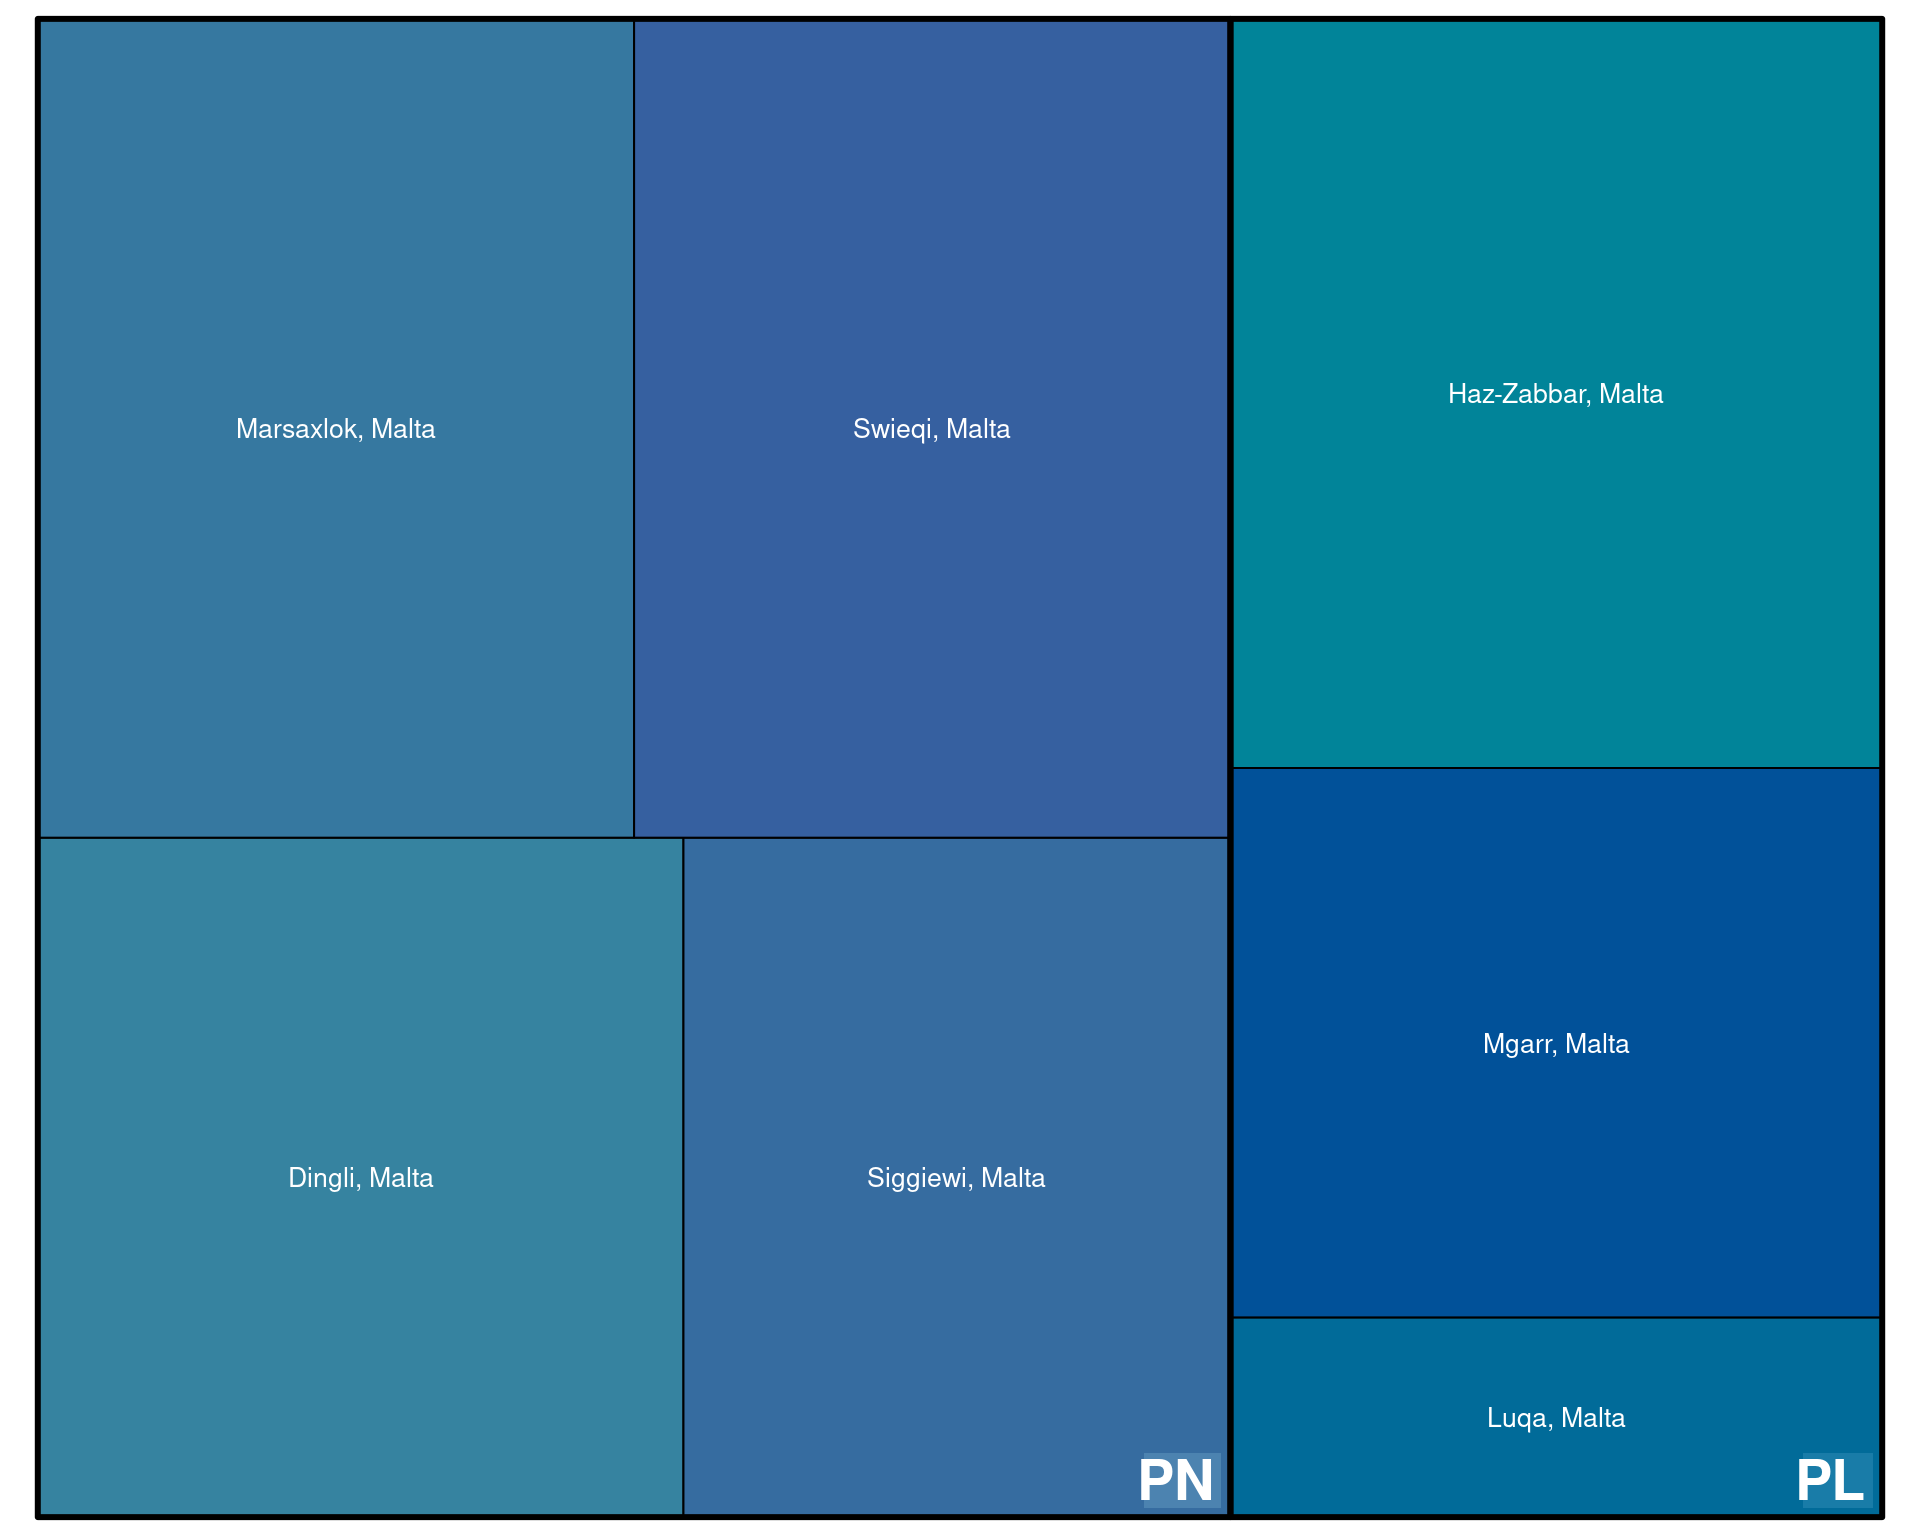 Marsaxlok, Malta
Swieqi, Malta
Haz-Zabbar, Malta
Mgarr, Malta
Dingli, Malta
Siggiewi, Malta
Luqa, Malta
PN
PL